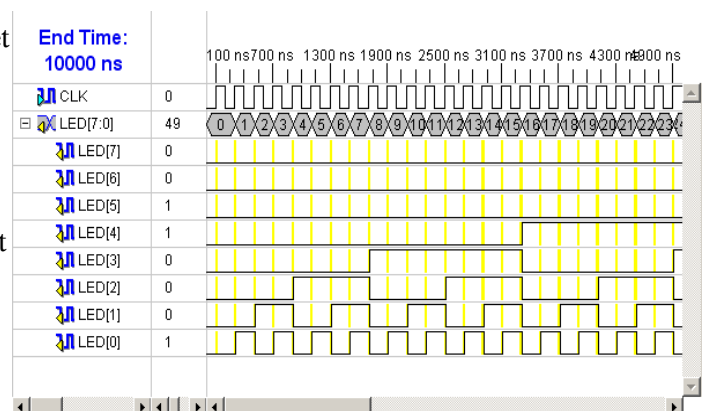 et
End Time:
10000 ns
100 ns700 ns 1300 ns 1900 ns 2500 ns 3100 ns 3700 ns 4300 ns
CLK 0
LED[7:0] 49 0 1 2 3 4 5 6 7 8 9 10 11 12 13 14 15 16 17 18 19 20 21 22 23
LED[7] 0
LED[6] 0
LED[5] 1
LED[4] 1
t
LED[3] 0
LED[2] 0
LED[1] 0
LED[0] 1